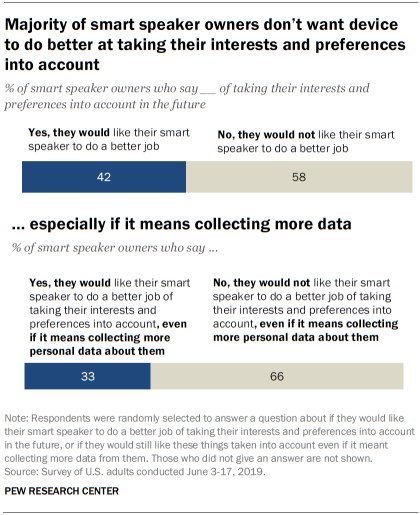 Majority of smart speaker owners don't want device
to do better at taking their interests and preferences
into account
% of smart speaker owners who say __ of taking their interests and
preferences into account in the future
Yes, they would like their smart
speaker to do a better job
No, they would not like their smart
speaker to do a better job
42
58
... especially if it means collecting more data
% of smart speaker owners who say ...
Yes, they would like their smart
speaker to do a better job of
taking their interests and
preferences into account, even
if it means collecting more
personal data about them
No, they would not like their smart
speaker to do a better job of taking
their interests and preferences into
account, even if it means collecting
more personal data about them
33
66
Note: Respondents were randomly selected to answer a question about if they would like
their smart speaker to do a better job of taking their interests and preferences into account
in the future, or if they would still like these things taken into account even if it meant
collecting more data from them. Those who did not give an answer are not shown.
Source: Survey of U.S. adults conducted June 3-17, 2019.
PEW RESEARCH CENTER